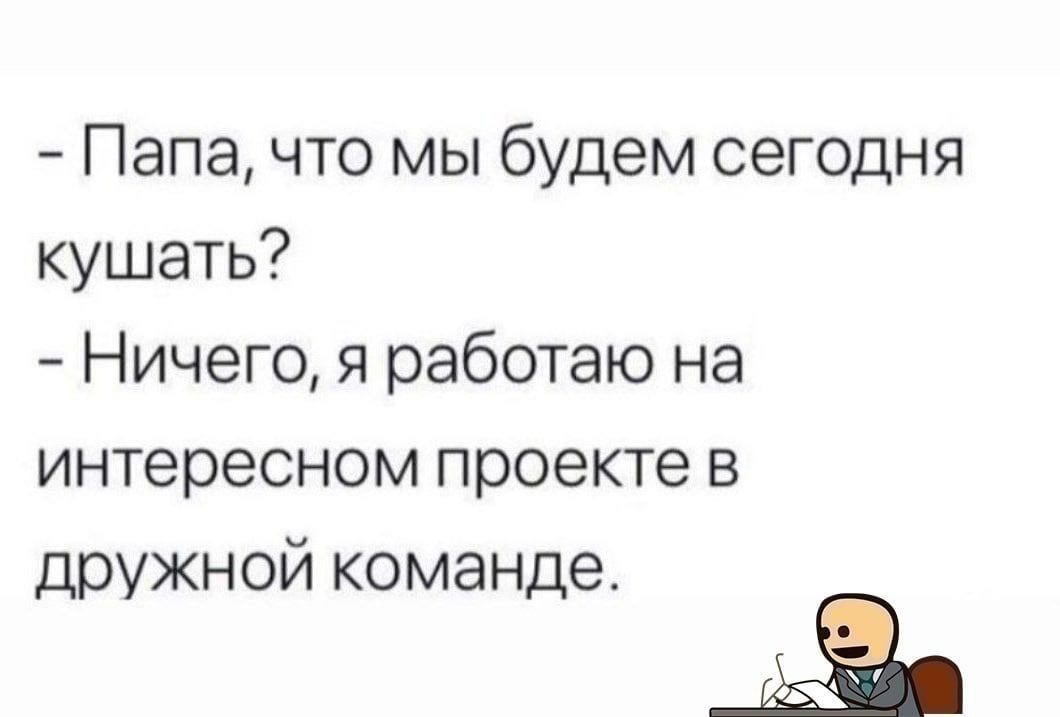 - Папа, что мы будем сегодня
кушать?
- Ничего, я работаю на
интересном проекте в
дружной команде.